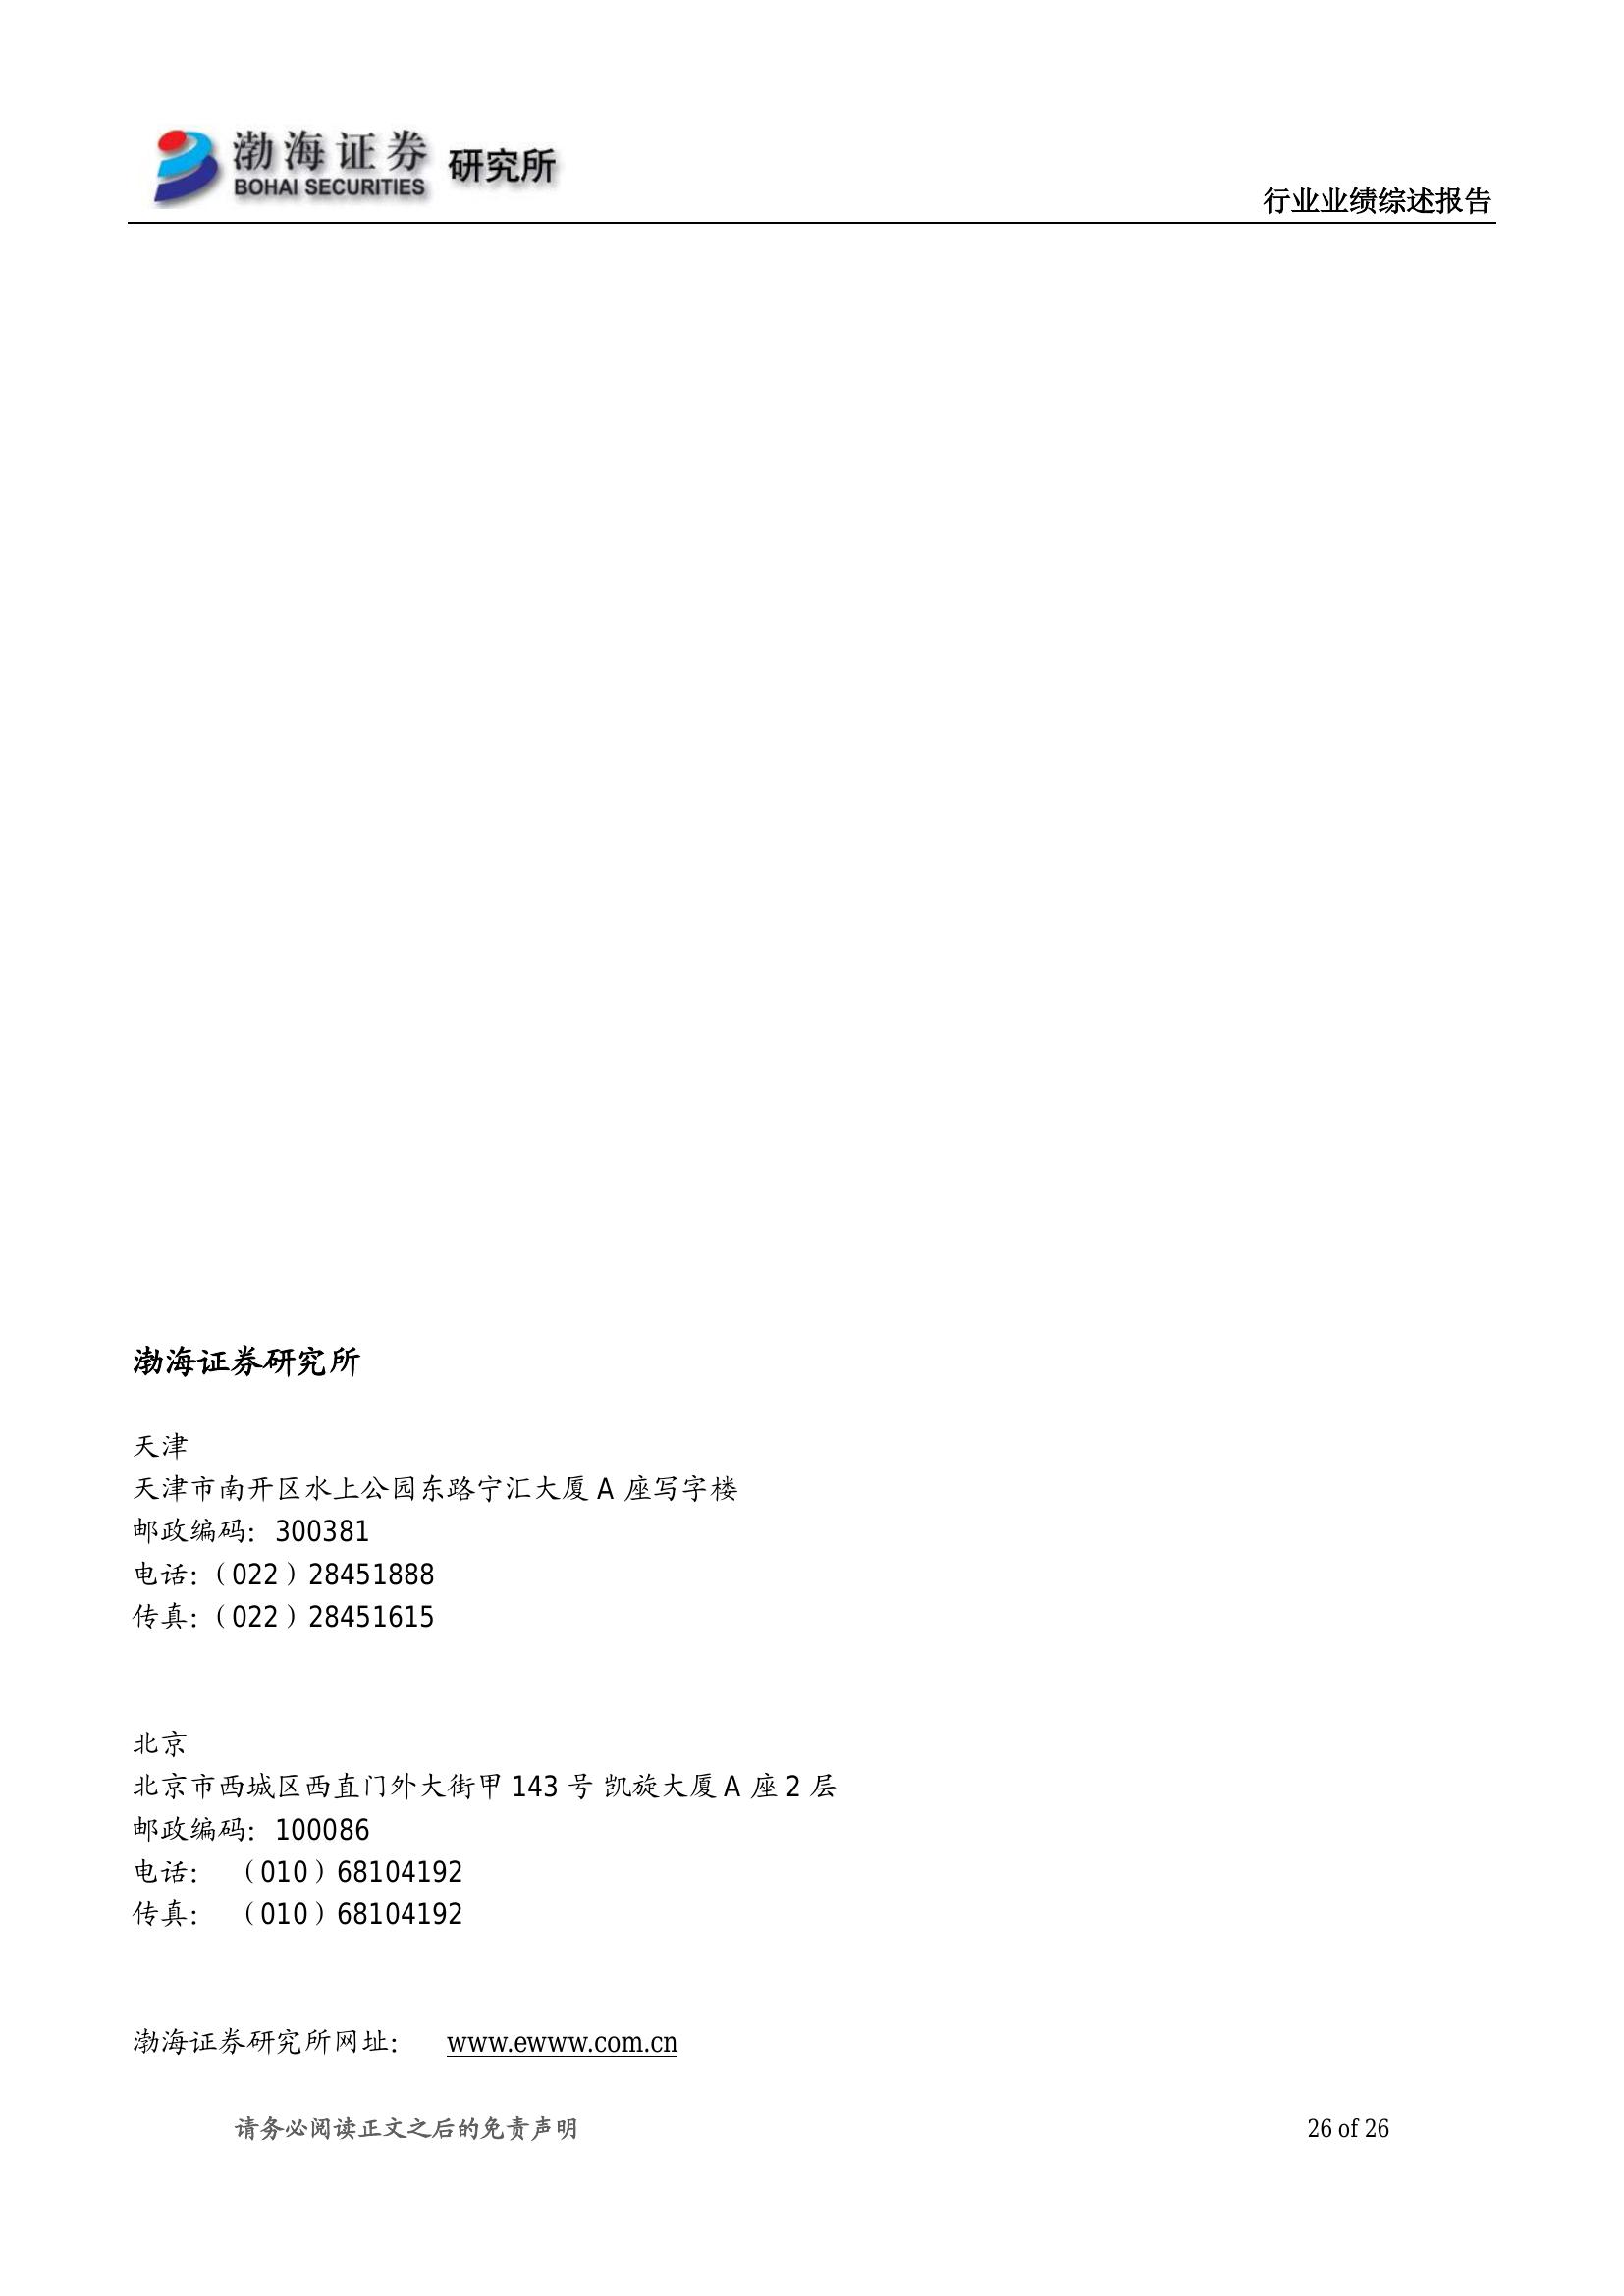 渤海证券
BOHAI SECURITIES
研究所
行业业绩综述报告
渤海证券研究所
天津
天津市南开区水上公园东路宁汇大厦 A 座写字楼
邮政编码：300381
电话：（022）28451888
传真：（022）28451615
北京
北京市西城区西直门外大街甲 143 号 凯旋大厦 A 座 2 层
邮政编码：100086
电话： （010）68104192
传真： （010）68104192
渤海证券研究所网址： www.ewww.com.cn
请务必阅读正文之后的免责声明
26 of 26